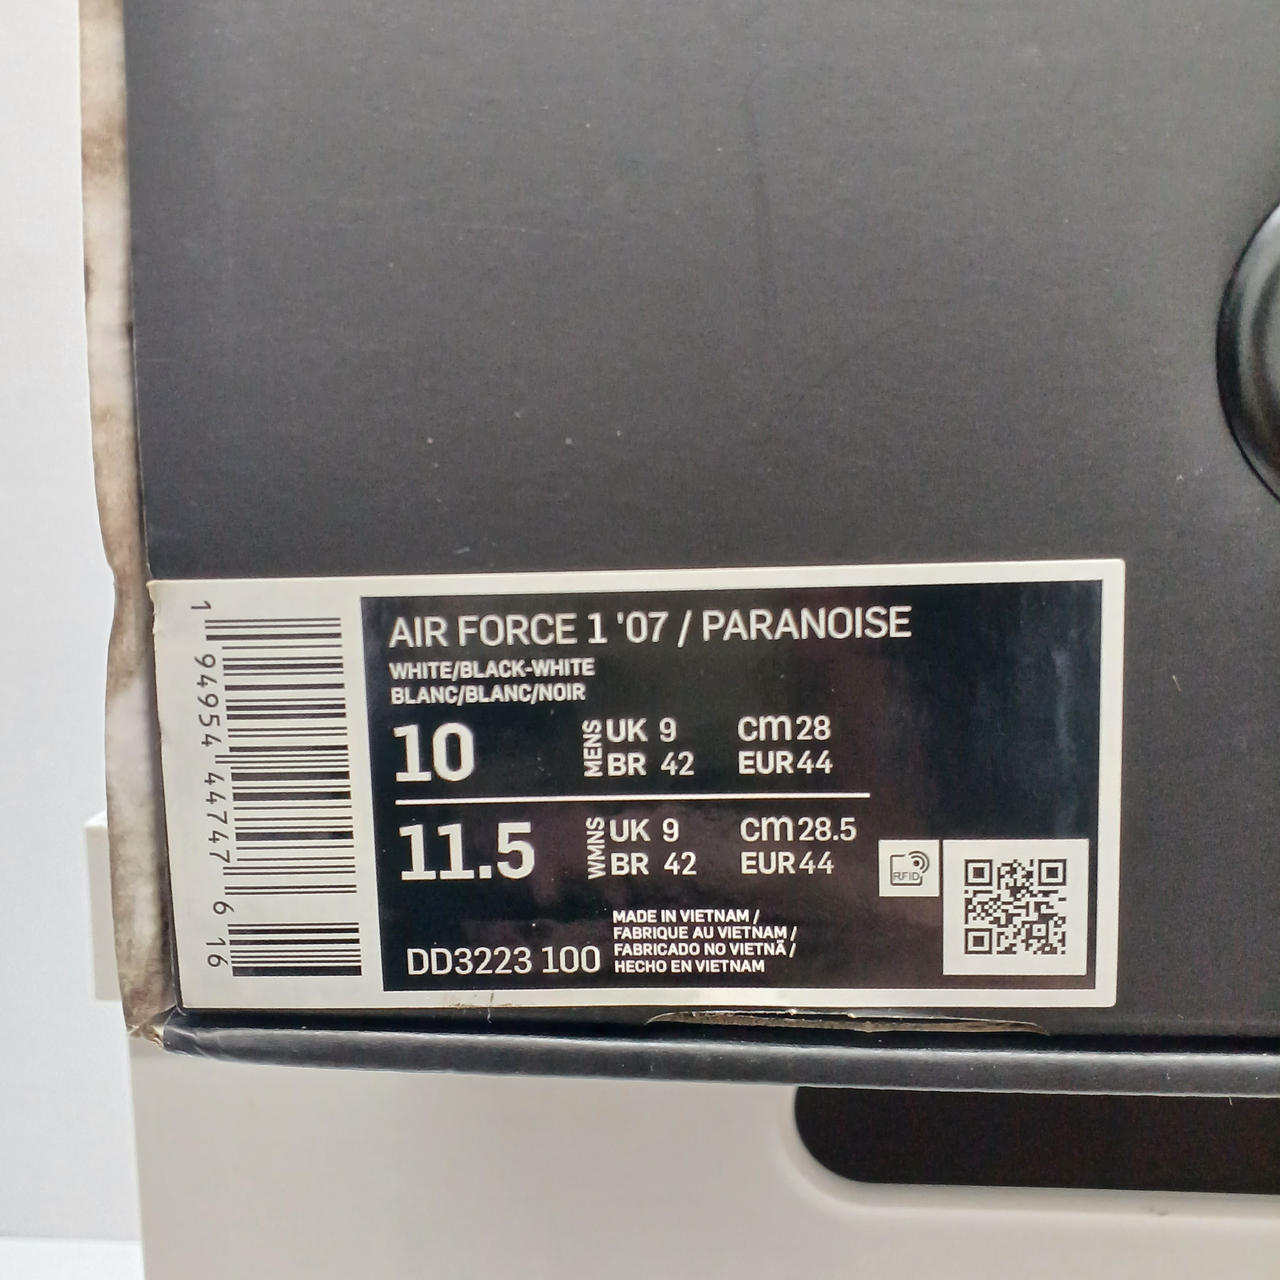 1 94954 44747 6 16
AIR FORCE 1 '07 / PARANOISE
WHITE/BLACK-WHITE
BLANC/BLANC/NOIR
10 MENS UK 9 cm 28
BR 42 EUR 44
11.5 WMNS UK 9 cm 28.5
BR 42 EUR 44
RFID
DD3223 100
MADE IN VIETNAM /
FABRIQUE AU VIETNAM /
FABRICADO NO VIETNÃ /
HECHO EN VIETNAM